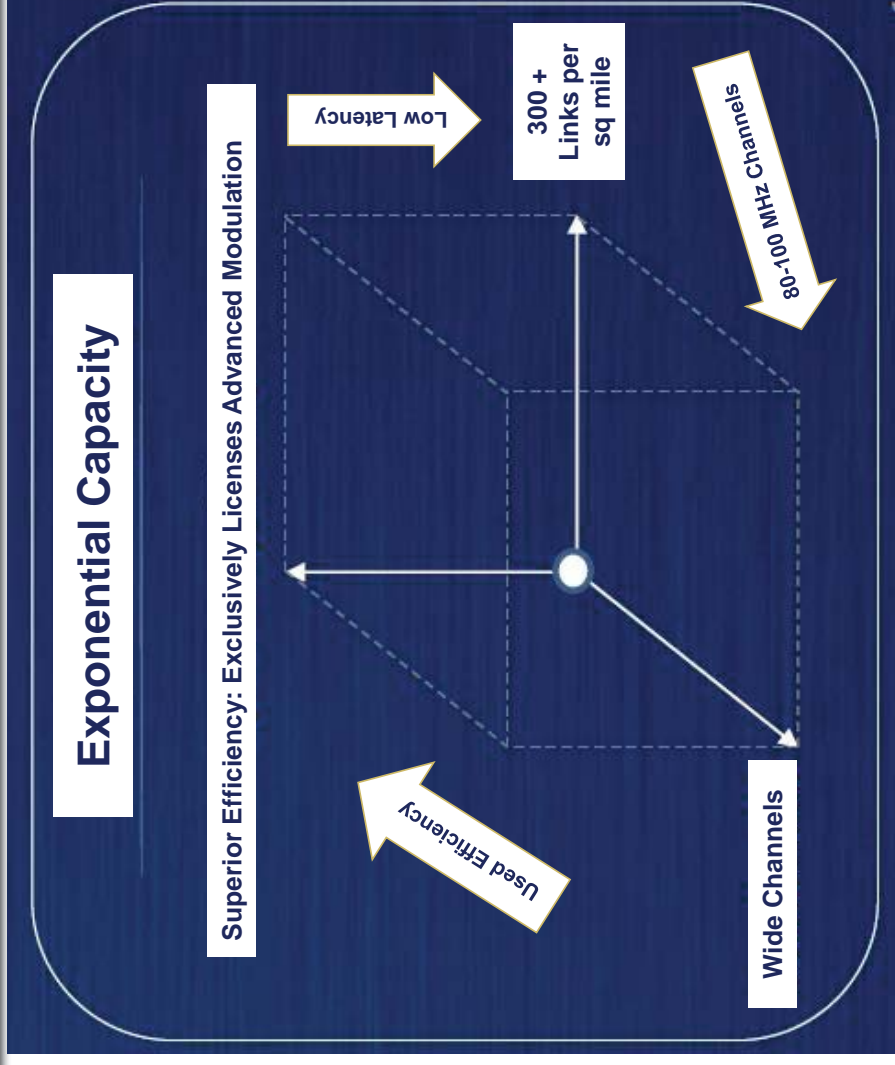 Exponential Capacity
Superior Efficiency: Exclusively Licenses Advanced Modulation
Used Efficiency
Low Latency
300 +
Links per
sq mile
Wide Channels
80-100 MHz Channels